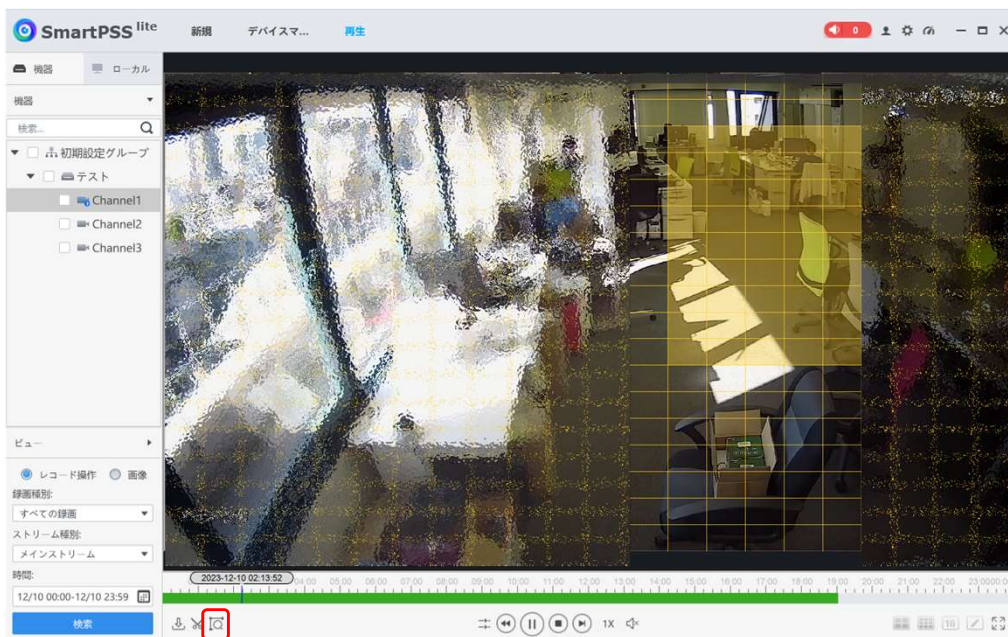 SmartPSS lite
新規
デバイスマ...
再生
0
機器
ローカル
機器
検索...
初期設定グループ
テスト
Channel1
Channel2
Channel3
ビュー
レコード操作
画像
録画種別:
すべての録画
ストリーム種別:
メインストリーム
時間:
12/10 00:00-12/10 23:59
検索
2023-12-10 02:13:52
04:00 05:00 06:00 07:00 08:00 09:00 10:00 11:00 12:00 13:00 14:00 15:00 16:00 17:00 18:00 19:00 20:00 21:00 22:00 23:00
1X
16